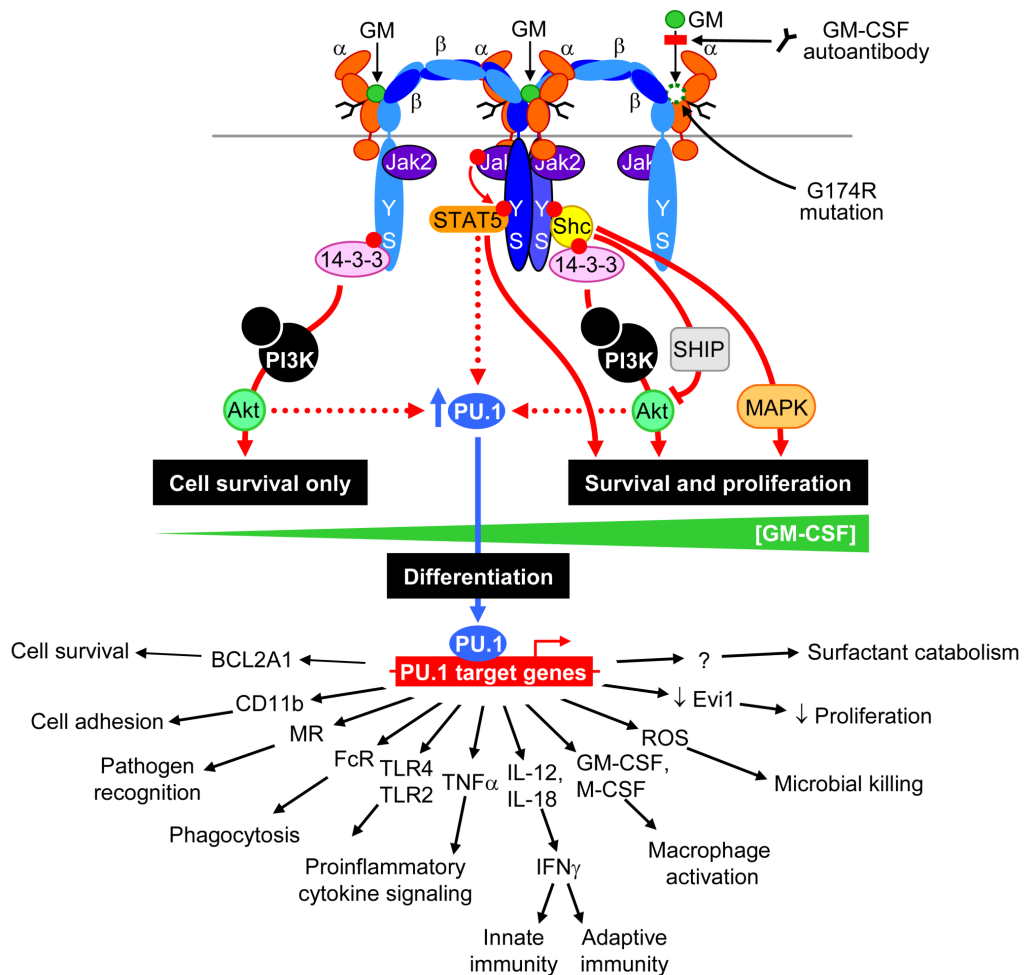 GM
GM
GM
GM-CSF
autoantibody
α
β
α
α
β
α
β
β
Jak2
Jak
Jak2
Jak
G174R
mutation
Y
S
STAT5
Y
S
Y
S
Shc
Y
S
14-3-3
14-3-3
PI3K
PI3K
SHIP
Akt
PU.1
Akt
MAPK
Cell survival only
Survival and proliferation
[GM-CSF]
Differentiation
PU.1
PU.1 target genes
Cell survival
BCL2A1
?
Surfactant catabolism
CD11b
Cell adhesion
↓ Evi1
↓ Proliferation
MR
Pathogen
recognition
ROS
Microbial killing
FcR
Phagocytosis
TLR4
TLR2
TNFα
Proinflammatory
cytokine signaling
IL-12,
IL-18
IFNγ
Innate
immunity
Adaptive
immunity
GM-CSF,
M-CSF
Macrophage
activation